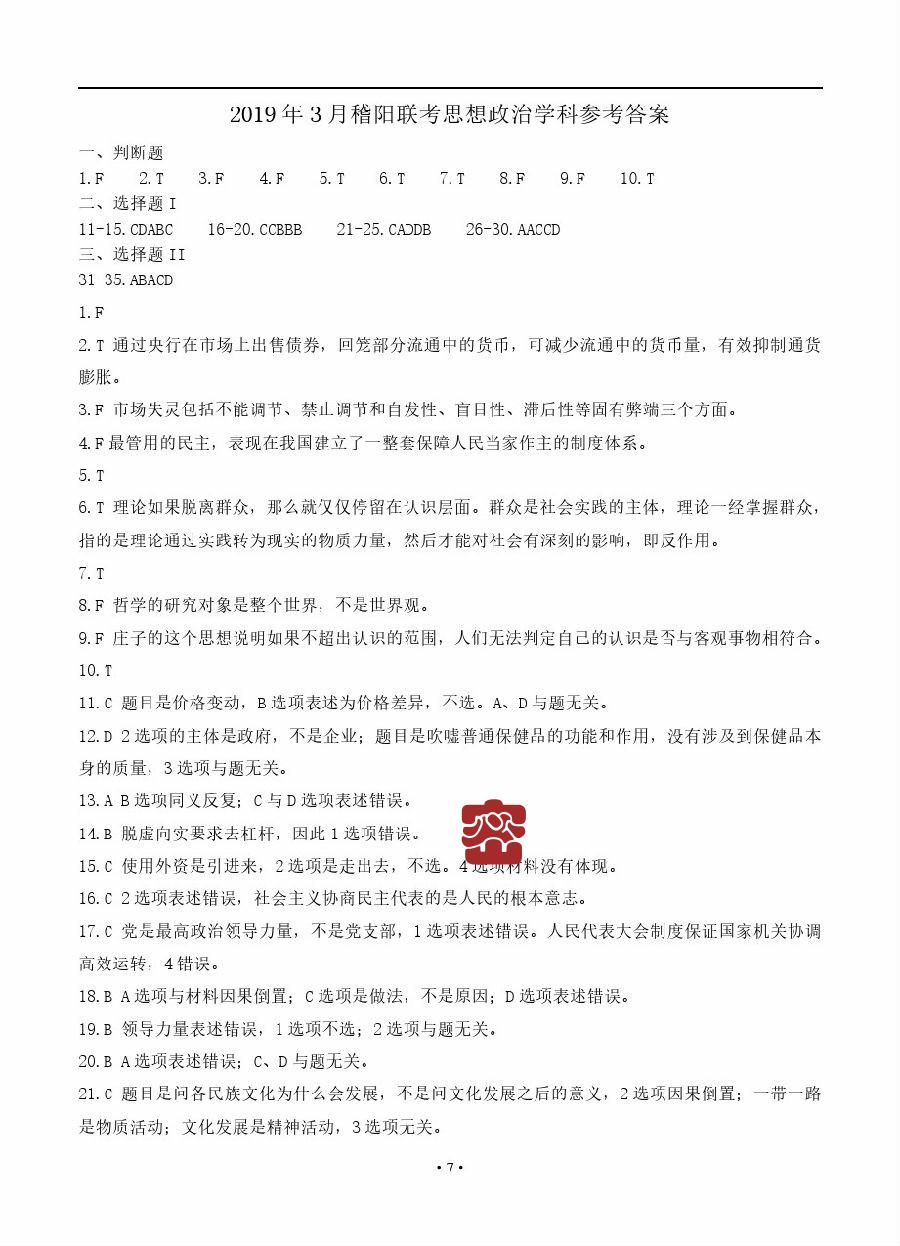 2019年3月稽阳联考思想政治学科参考答案
一、判断题
1.F 2.T 3.F 4.F 5.T 6.T 7.T 8.F 9.F 10.T
二、选择题I
11-15.CDABC 16-20.CCBBB 21-25.CADDB 26-30.AACCD
三、选择题II
31 35.ABACD
1.F
2.T 通过央行在市场上出售债券，回笼部分流通中的货币，可减少流通中的货币量，有效抑制通货
膨胀。
3.F 市场失灵包括不能调节、禁止调节和自发性、盲目性、滞后性等固有弊端三个方面。
4.F最管用的民主，表现在我国建立了一整套保障人民当家作主的制度体系。
5.T
6.T 理论如果脱离群众，那么就仅仅停留在认识层面。群众是社会实践的主体，理论一经掌握群众，
指的是理论通过实践转为现实的物质力量，然后才能对社会有深刻的影响，即反作用。
7.T
8.F 哲学的研究对象是整个世界，不是世界观。
9.F 庄子的这个思想说明如果不超出认识的范围，人们无法判定自己的认识是否与客观事物相符合。
10.T
11.C 题目是价格变动，B选项表述为价格差异，不选。A、D与题无关。
12.D 2选项的主体是政府，不是企业；题目是吹嘘普通保健品的功能和作用，没有涉及到保健品本
身的质量，3选项与题无关。
13.A B选项同义反复；C与D选项表述错误。
14.B 脱虚向实要求去杠杆，因此1选项错误。
15.C 使用外资是引进来，2选项是走出去，不选。4选项材料没有体现。
16.C 2选项表述错误，社会主义协商民主代表的是人民的根本意志。
17.C 党是最高政治领导力量，不是党支部，1选项表述错误。人民代表大会制度保证国家机关协调
高效运转，4错误。
18.B A选项与材料因果倒置；C选项是做法，不是原因；D选项表述错误。
19.B 领导力量表述错误，1选项不选；2选项与题无关。
20.B A选项表述错误；C、D与题无关。
21.C 题目是问各民族文化为什么会发展，不是问文化发展之后的意义，2选项因果倒置；一带一路
是物质活动；文化发展是精神活动，3选项无关。
•7•